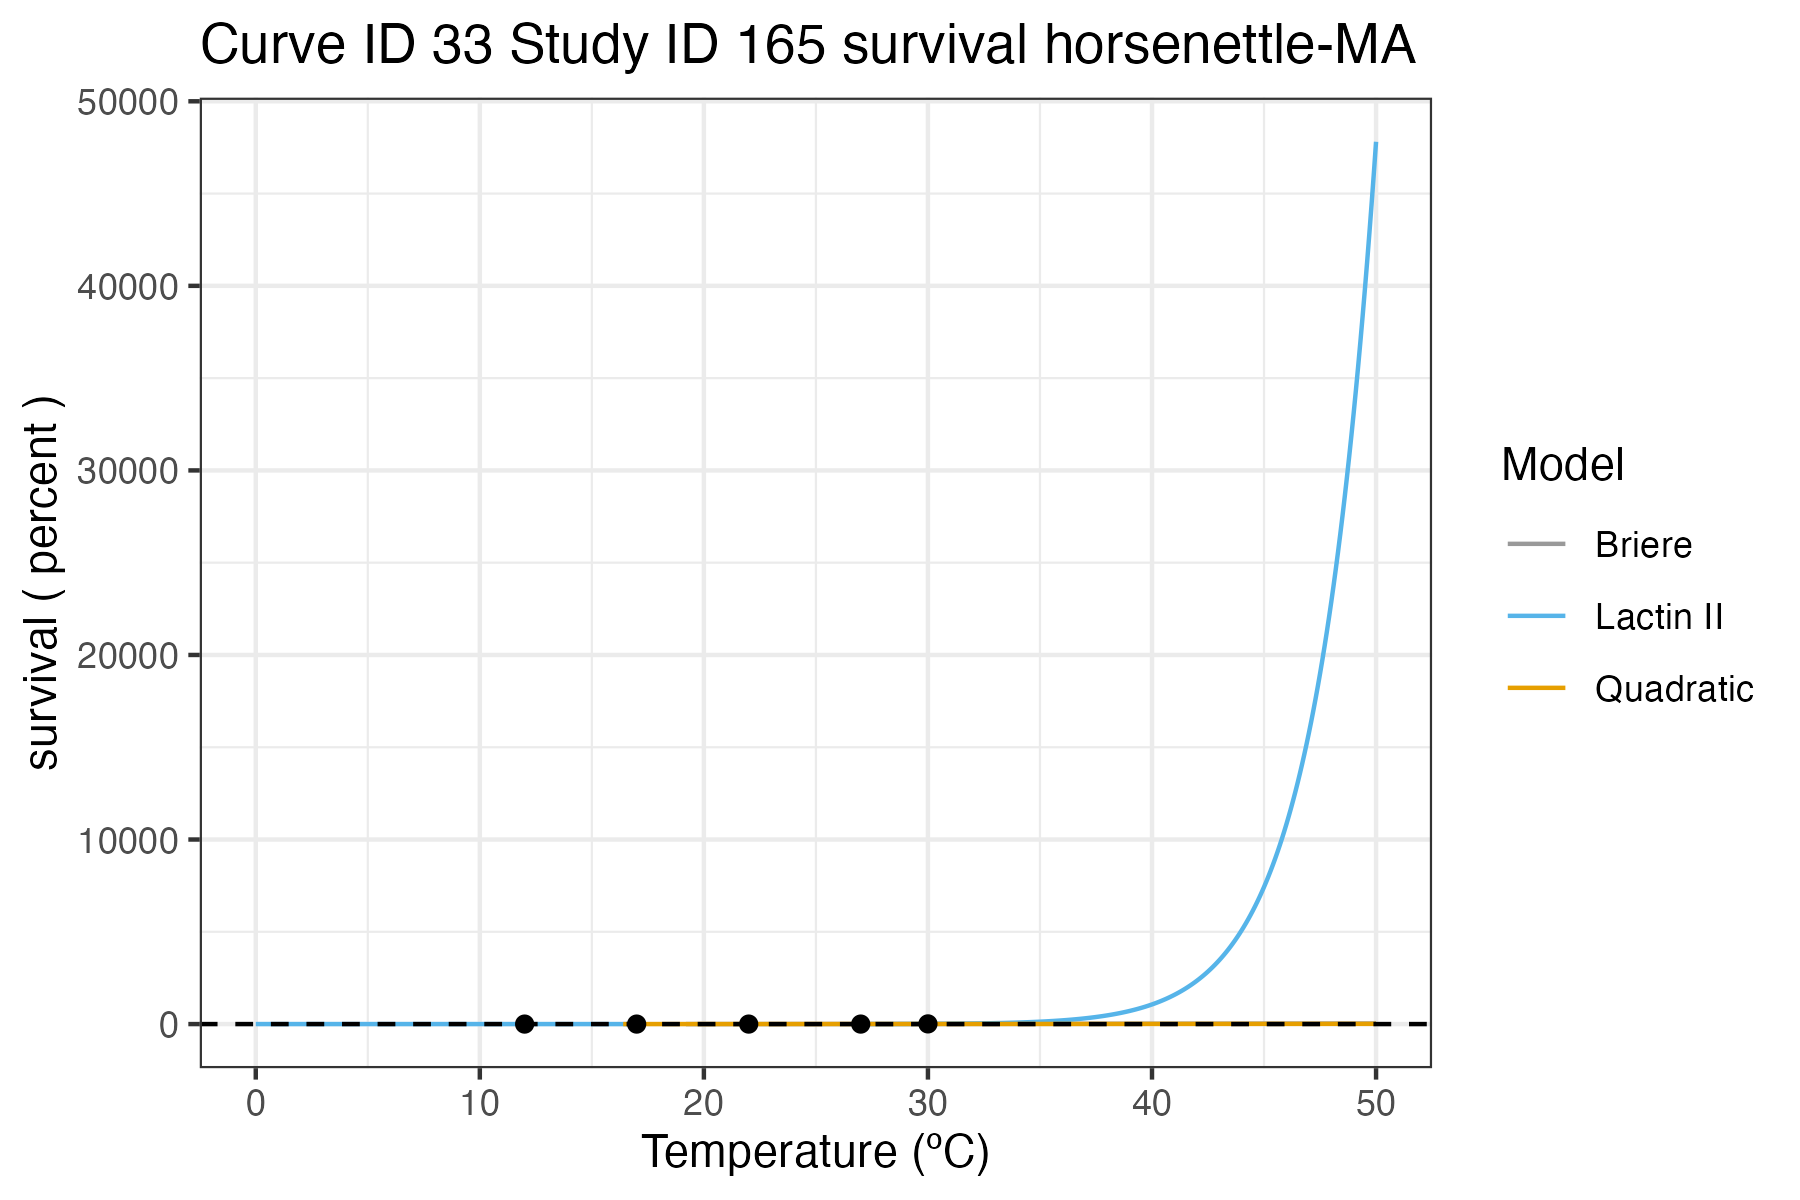 Curve ID 33 Study ID 165 survival horsenettle-MA
50000
40000
30000
20000
10000
0
survival ( percent )
0 10 20 30 40 50
Temperature (ºC)
Model
Briere
Lactin II
Quadratic